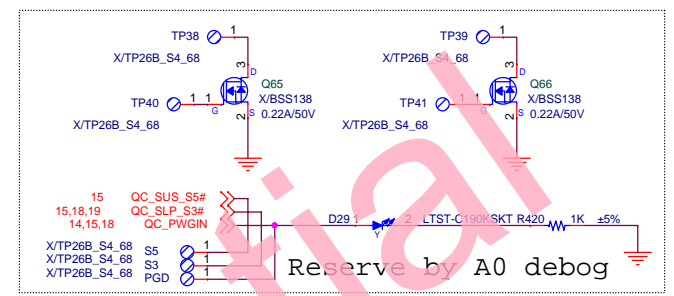 TP38 1
TP39 1
X/TP26B_S4_68
X/TP26B_S4_68
3 D
3 D
Q65
Q66
TP40 1 1 G
X/BSS138
TP41 1 1 G
X/BSS138
X/TP26B_S4_68
2 S
0.22A/50V
X/TP26B_S4_68
2 S
0.22A/50V
15 QC_SUS_S5#
15,18,19 QC_SLP_S3#
14,15,18 QC_PWGIN
D29 1 Y 2 LTST-C190KSKT R420 1K ±5%
X/TP26B_S4_68 S5 1
X/TP26B_S4_68 S3 1
X/TP26B_S4_68 PGD 1
Reserve by A0 debog
tial